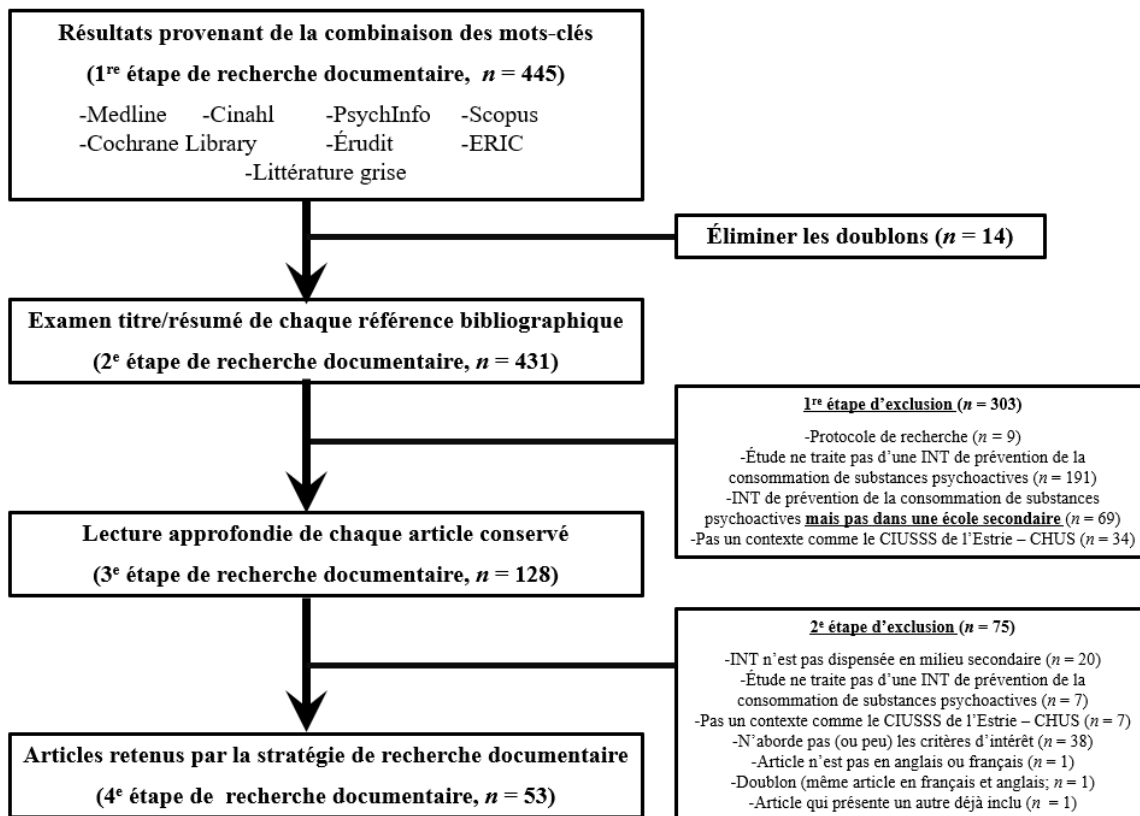 Résultats provenant de la combinaison des mots-clés
(1re étape de recherche documentaire, n = 445)
-Medline -Cinahl -PsychInfo -Scopus
-Cochrane Library -Érudit -ERIC
-Littérature grise
Éliminer les doublons (n = 14)
Examen titre/résumé de chaque référence bibliographique
(2e étape de recherche documentaire, n = 431)
1re étape d’exclusion (n = 303)
-Protocole de recherche (n = 9)
-Étude ne traite pas d’une INT de prévention de la
consommation de substances psychoactives (n = 191)
-INT de prévention de la consommation de substances
psychoactives mais pas dans une école secondaire (n = 69)
-Pas un contexte comme le CIUSSS de l’Estrie – CHUS (n = 34)
Lecture approfondie de chaque article conservé
(3e étape de recherche documentaire, n = 128)
2e étape d’exclusion (n = 75)
-INT n’est pas dispensée en milieu secondaire (n = 20)
-Étude ne traite pas d’une INT de prévention de la
consommation de substances psychoactives (n = 7)
-Pas un contexte comme le CIUSSS de l’Estrie – CHUS (n = 7)
-N’aborde pas (ou peu) les critères d’intérêt (n = 38)
-Article n’est pas en anglais ou français (n = 1)
-Doublon (même article en français et anglais; n = 1)
-Article qui présente un autre déjà inclu (n = 1)
Articles retenus par la stratégie de recherche documentaire
(4e étape de recherche documentaire, n = 53)